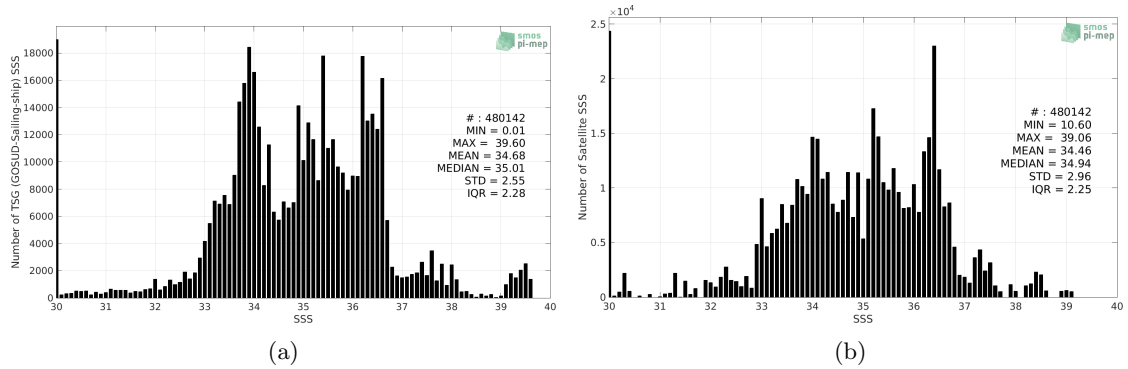 smos
pi-mep
Number of TSG (GOSUD-Sailing-ship) SSS
18000
16000
14000
12000
10000
8000
6000
4000
2000
0
# : 480142
MIN = 0.01
MAX = 39.60
MEAN = 34.68
MEDIAN = 35.01
STD = 2.55
IQR = 2.28
30 31 32 33 34 35 36 37 38 39 40
SSS
(a)
×10⁴
smos
pi-mep
Number of Satellite SSS
2.5
2
1.5
1
0.5
0
# : 480142
MIN = 10.60
MAX = 39.06
MEAN = 34.46
MEDIAN = 34.94
STD = 2.96
IQR = 2.25
30 31 32 33 34 35 36 37 38 39 40
SSS
(b)